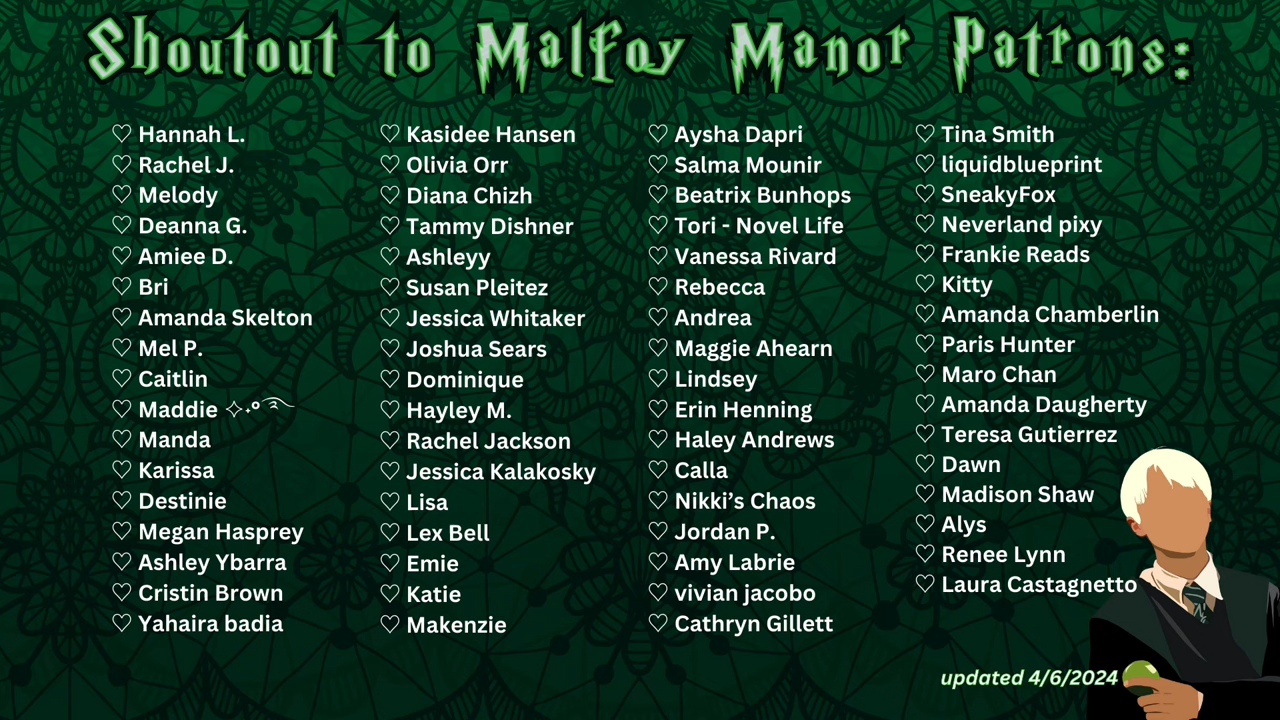 Shoutout to Malfoy Manor Patrons:
♡ Hannah L.
♡ Rachel J.
♡ Melody
♡ Deanna G.
♡ Amiee D.
♡ Bri
♡ Amanda Skelton
♡ Mel P.
♡ Caitlin
♡ Maddie ✧˖°
♡ Manda
♡ Karissa
♡ Destinie
♡ Megan Hasprey
♡ Ashley Ybarra
♡ Cristin Brown
♡ Yahaira badia
♡ Kasidee Hansen
♡ Olivia Orr
♡ Diana Chizh
♡ Tammy Dishner
♡ Ashleyy
♡ Susan Pleitez
♡ Jessica Whitaker
♡ Joshua Sears
♡ Dominique
♡ Hayley M.
♡ Rachel Jackson
♡ Jessica Kalakosky
♡ Lisa
♡ Lex Bell
♡ Emie
♡ Katie
♡ Makenzie
♡ Aysha Dapri
♡ Salma Mounir
♡ Beatrix Bunhops
♡ Tori - Novel Life
♡ Vanessa Rivard
♡ Rebecca
♡ Andrea
♡ Maggie Ahearn
♡ Lindsey
♡ Erin Henning
♡ Haley Andrews
♡ Calla
♡ Nikki’s Chaos
♡ Jordan P.
♡ Amy Labrie
♡ vivian jacobo
♡ Cathryn Gillett
♡ Tina Smith
♡ liquidblueprint
♡ SneakyFox
♡ Neverland pixy
♡ Frankie Reads
♡ Kitty
♡ Amanda Chamberlin
♡ Paris Hunter
♡ Maro Chan
♡ Amanda Daugherty
♡ Teresa Gutierrez
♡ Dawn
♡ Madison Shaw
♡ Alys
♡ Renee Lynn
♡ Laura Castagnetto
updated 4/6/2024